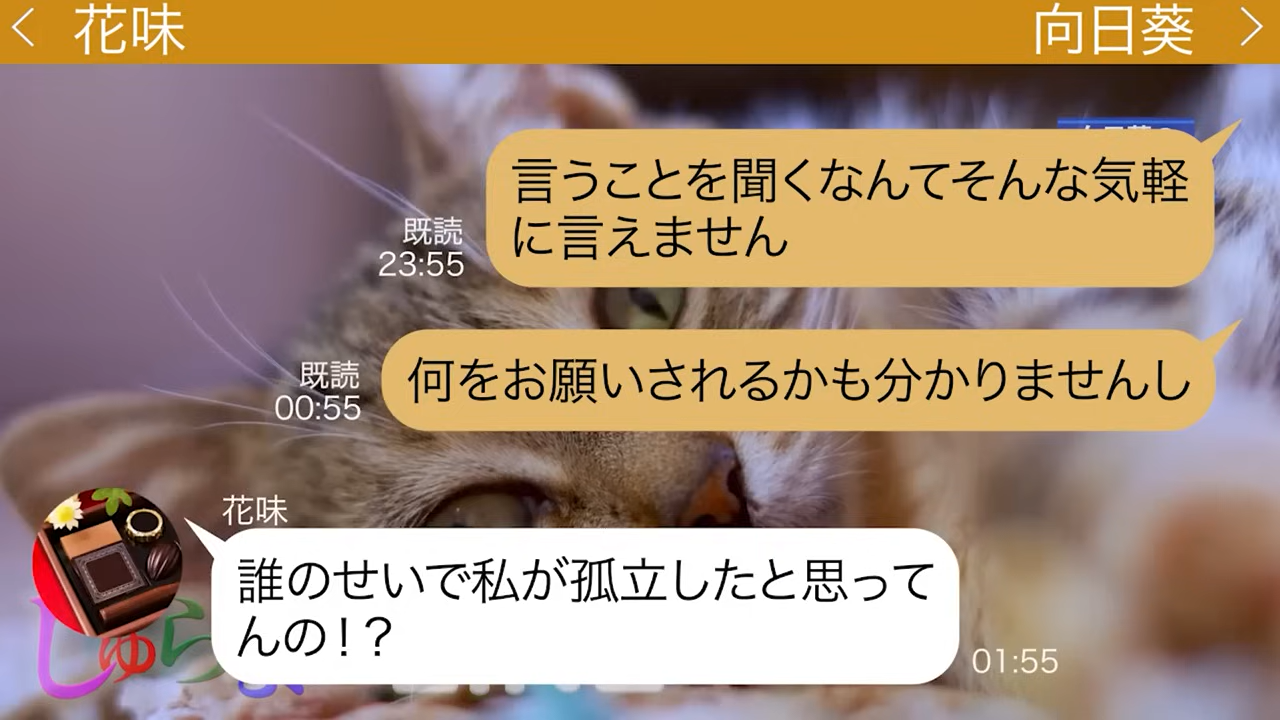 花味
向日葵
言うことを聞くなんてそんな気軽
に言えません
既読
23:55
何をお願いされるかも分かりませんし
既読
00:55
花味
誰のせいで私が孤立したと思って
んの！？
01:55
しゅら